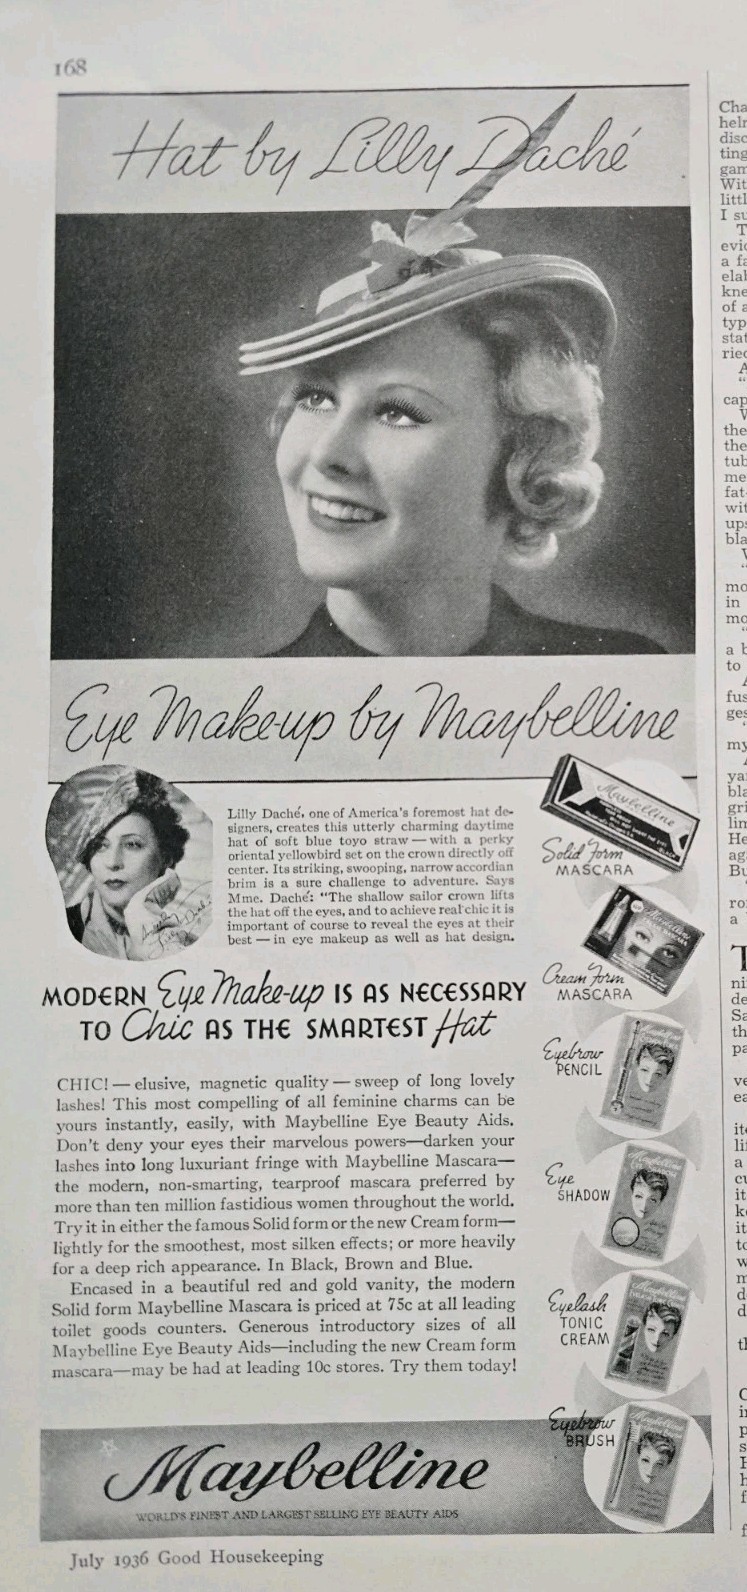 168
Hat by Lilly Daché
Eye Make-up by Maybelline
Lilly Daché, one of America's foremost hat de-
signers, creates this utterly charming daytime
hat of soft blue toyo straw — with a perky
oriental yellowbird set on the crown directly off
center. Its striking, swooping, narrow accordian
brim is a sure challenge to adventure. Says
Mme. Daché: "The shallow sailor crown lifts
the hat off the eyes, and to achieve real chic it is
important of course to reveal the eyes at their
best — in eye makeup as well as hat design.
MODERN Eye Make-up IS AS NECESSARY
TO Chic AS THE SMARTEST Hat
CHIC! — elusive, magnetic quality — sweep of long lovely
lashes! This most compelling of all feminine charms can be
yours instantly, easily, with Maybelline Eye Beauty Aids.
Don't deny your eyes their marvelous powers—darken your
lashes into long luxuriant fringe with Maybelline Mascara—
the modern, non-smarting, tearproof mascara preferred by
more than ten million fastidious women throughout the world.
Try it in either the famous Solid form or the new Cream form—
lightly for the smoothest, most silken effects; or more heavily
for a deep rich appearance. In Black, Brown and Blue.
Encased in a beautiful red and gold vanity, the modern
Solid form Maybelline Mascara is priced at 75c at all leading
toilet goods counters. Generous introductory sizes of all
Maybelline Eye Beauty Aids—including the new Cream form
mascara—may be had at leading 10c stores. Try them today!
Maybelline
Solid Form
MASCARA
Cream Form
MASCARA
Eyebrow
PENCIL
Eye
SHADOW
Eyelash
TONIC
CREAM
Eyebrow
BRUSH
Maybelline
WORLD'S FINEST AND LARGEST SELLING EYE BEAUTY AIDS
July 1936 Good Housekeeping